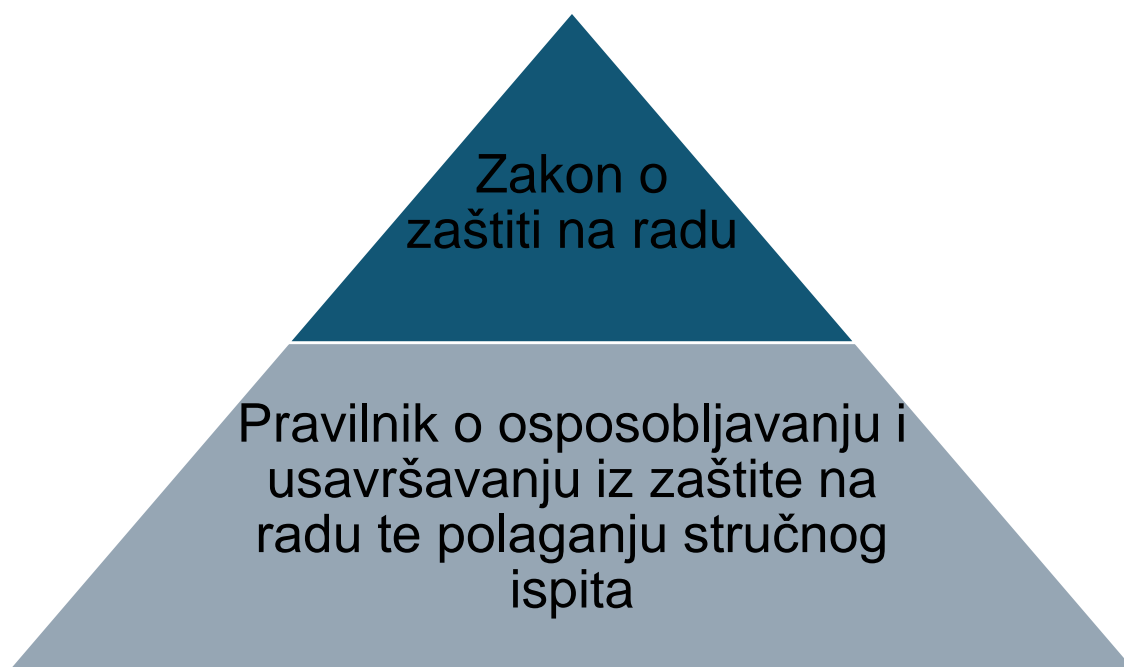 Zakon o
zaštiti na radu
Pravilnik o osposobljavanju i
usavršavanju iz zaštite na
radu te polaganju stručnog
ispita